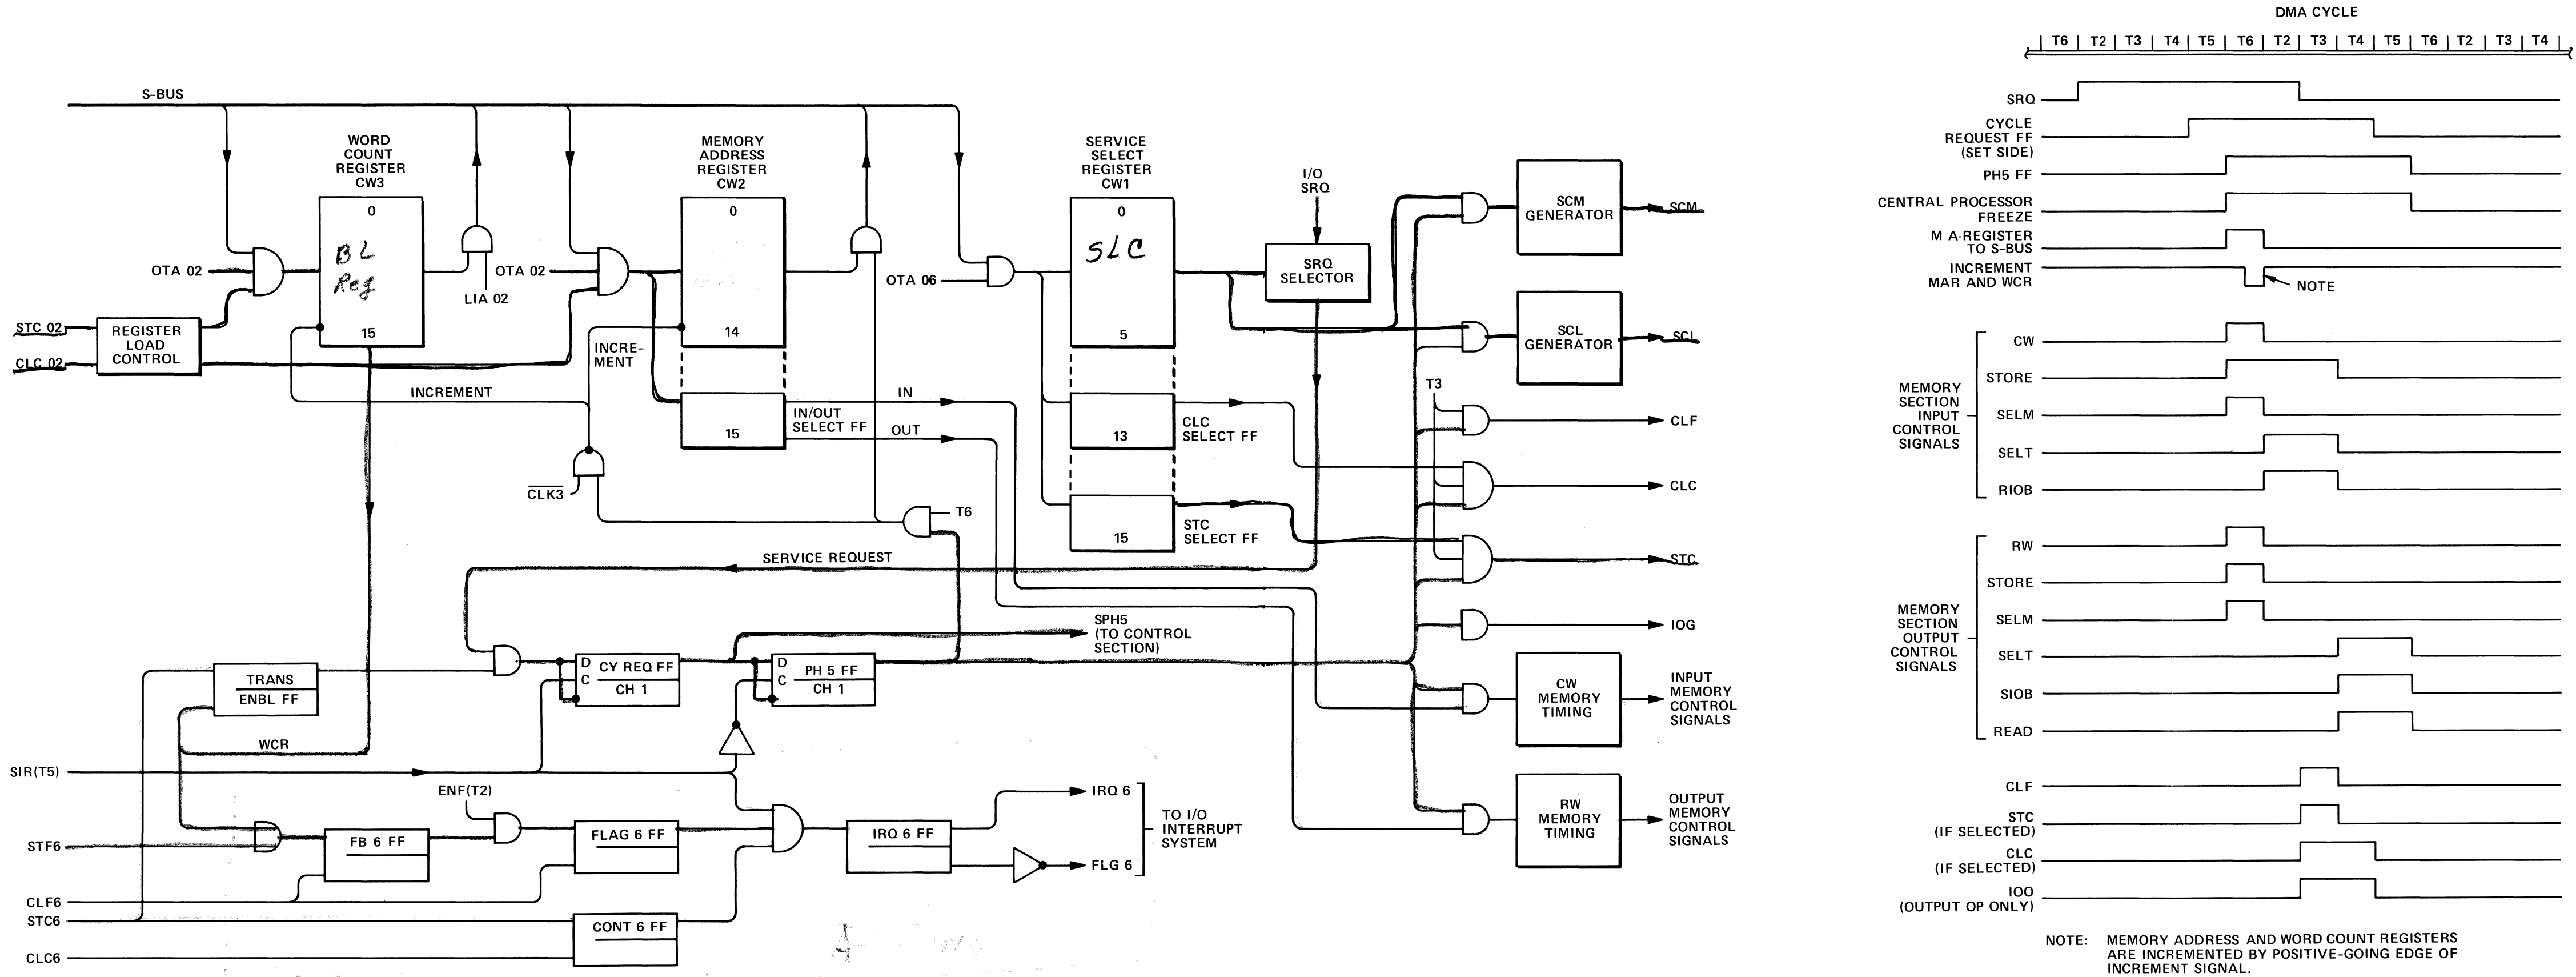 S-BUS
WORD
COUNT
REGISTER
CW3
0
BL
Reg
15
OTA 02
LIA 02
STC 02
CLC 02
REGISTER
LOAD
CONTROL
MEMORY
ADDRESS
REGISTER
CW2
0
14
OTA 02
INCRE-
MENT
INCREMENT
15
IN/OUT
SELECT FF
IN
OUT
CLK3
T6
SERVICE
SELECT
REGISTER
CW1
0
SLC
5
OTA 06
13
CLC
SELECT FF
15
STC
SELECT FF
I/O
SRQ
SRQ
SELECTOR
SCM
GENERATOR
SCM
SCL
GENERATOR
SCL
T3
CLF
CLC
STC
IOG
SERVICE REQUEST
SPH5
(TO CONTROL
SECTION)
D
C
CY REQ FF
CH 1
D
C
PH 5 FF
CH 1
TRANS
ENBL FF
WCR
SIR(T5)
ENF(T2)
STF6
FB 6 FF
FLAG 6 FF
IRQ 6 FF
IRQ 6
FLG 6
TO I/O
INTERRUPT
SYSTEM
CLF6
STC6
CLC6
CONT 6 FF
CW
MEMORY
TIMING
INPUT
MEMORY
CONTROL
SIGNALS
RW
MEMORY
TIMING
OUTPUT
MEMORY
CONTROL
SIGNALS
DMA CYCLE
T6 T2 T3 T4 T5 T6 T2 T3 T4 T5 T6 T2 T3 T4
SRQ
CYCLE
REQUEST FF
(SET SIDE)
PH5 FF
CENTRAL PROCESSOR
FREEZE
M A-REGISTER
TO S-BUS
INCREMENT
MAR AND WCR
NOTE
MEMORY
SECTION
INPUT
CONTROL
SIGNALS
CW
STORE
SELM
SELT
RIOB
MEMORY
SECTION
OUTPUT
CONTROL
SIGNALS
RW
STORE
SELM
SELT
SIOB
READ
CLF
STC
(IF SELECTED)
CLC
(IF SELECTED)
IOO
(OUTPUT OP ONLY)
NOTE: MEMORY ADDRESS AND WORD COUNT REGISTERS
ARE INCREMENTED BY POSITIVE-GOING EDGE OF
INCREMENT SIGNAL.